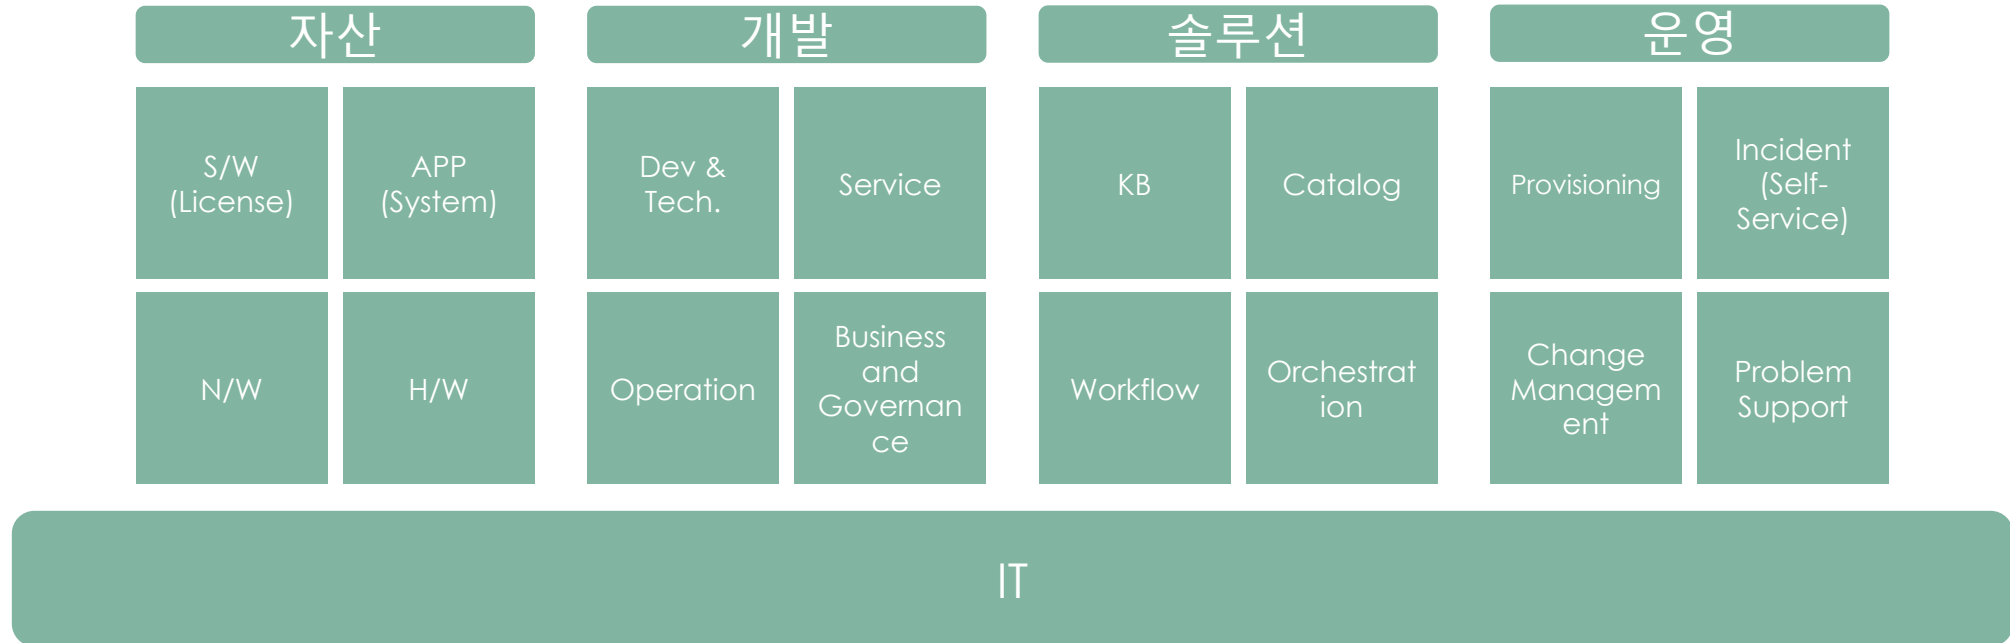 자산
개발
솔루션
운영
S/W
(License)
APP
(System)
Dev &
Tech.
Service
KB
Catalog
Provisioning
Incident
(Self-
Service)
N/W
H/W
Operation
Business
and
Governan
ce
Workflow
Orchestrat
ion
Change
Managem
ent
Problem
Support
IT